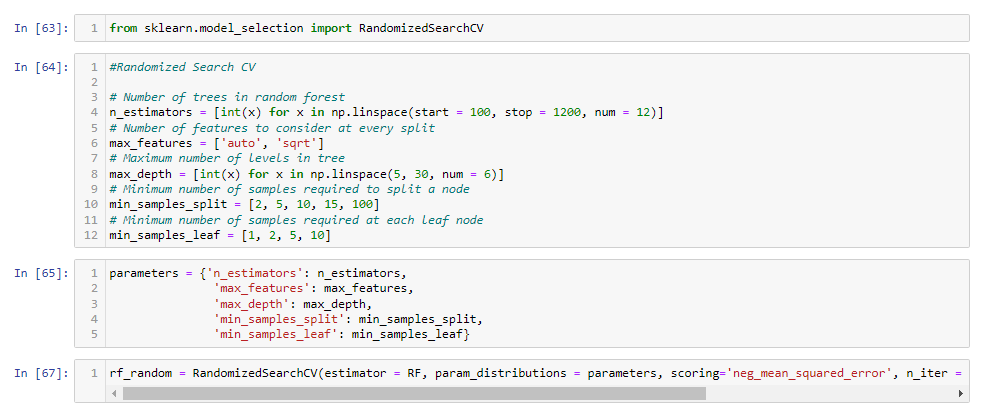 In [63]:
1 from sklearn.model_selection import RandomizedSearchCV
In [64]:
1 #Randomized Search CV
2
3 # Number of trees in random forest
4 n_estimators = [int(x) for x in np.linspace(start = 100, stop = 1200, num = 12)]
5 # Number of features to consider at every split
6 max_features = ['auto', 'sqrt']
7 # Maximum number of levels in tree
8 max_depth = [int(x) for x in np.linspace(5, 30, num = 6)]
9 # Minimum number of samples required to split a node
10 min_samples_split = [2, 5, 10, 15, 100]
11 # Minimum number of samples required at each leaf node
12 min_samples_leaf = [1, 2, 5, 10]
In [65]:
1 parameters = {'n_estimators': n_estimators,
2 'max_features': max_features,
3 'max_depth': max_depth,
4 'min_samples_split': min_samples_split,
5 'min_samples_leaf': min_samples_leaf}
In [67]:
1 rf_random = RandomizedSearchCV(estimator = RF, param_distributions = parameters, scoring='neg_mean_squared_error', n_iter =